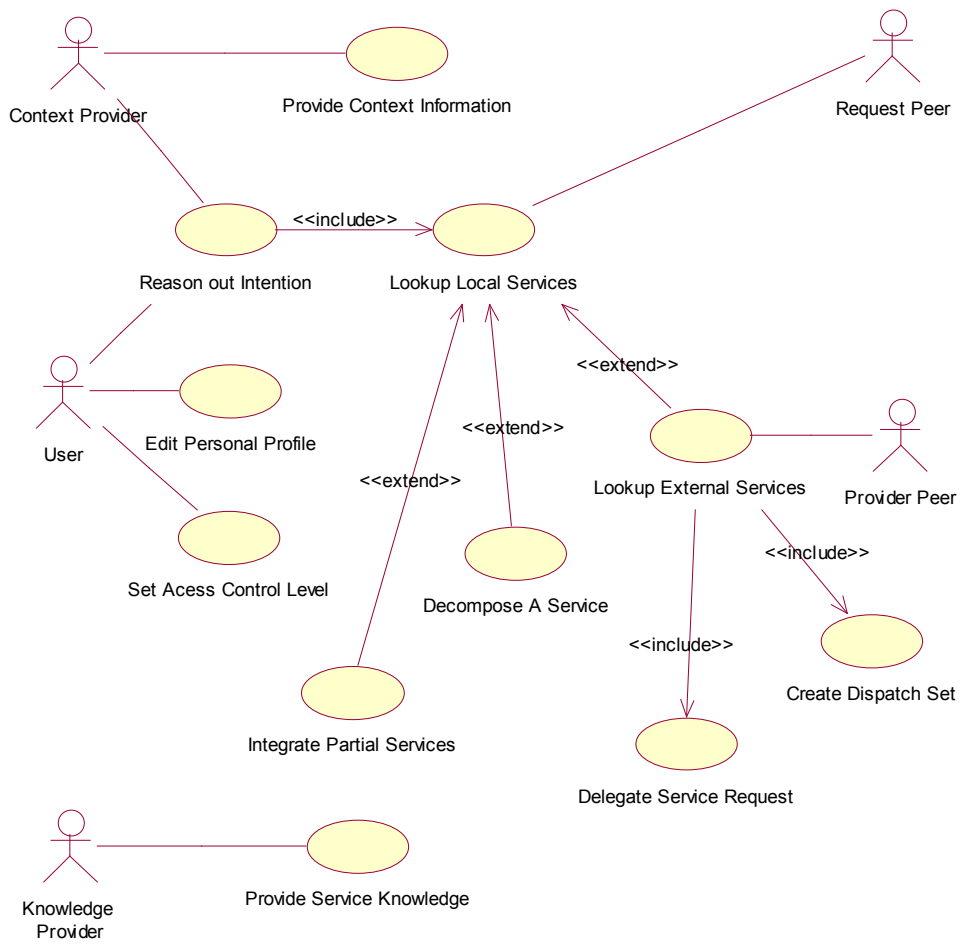 Provide Context Information
Context Provider
Request Peer
<<include>>
Reason out Intention
Lookup Local Services
<<extend>>
Edit Personal Profile
<<extend>>
User
<<extend>>
Lookup External Services
Provider Peer
<<include>>
Set Acess Control Level
Decompose A Service
<<include>>
Create Dispatch Set
Integrate Partial Services
Delegate Service Request
Provide Service Knowledge
Knowledge
Provider